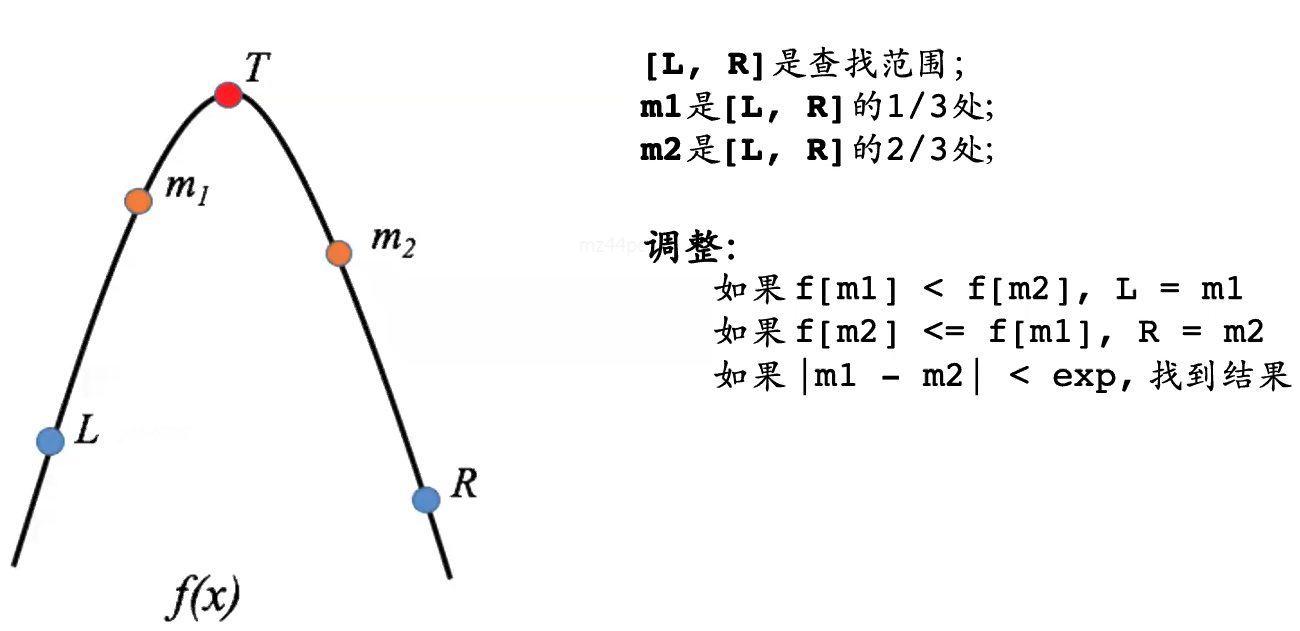 T
m1
m2
L
R
f(x)
[L, R]是查找范围;
m1是[L, R]的1/3处;
m2是[L, R]的2/3处;
调整:
如果f[m1] < f[m2], L = m1
如果f[m2] <= f[m1], R = m2
如果|m1 - m2| < exp, 找到结果